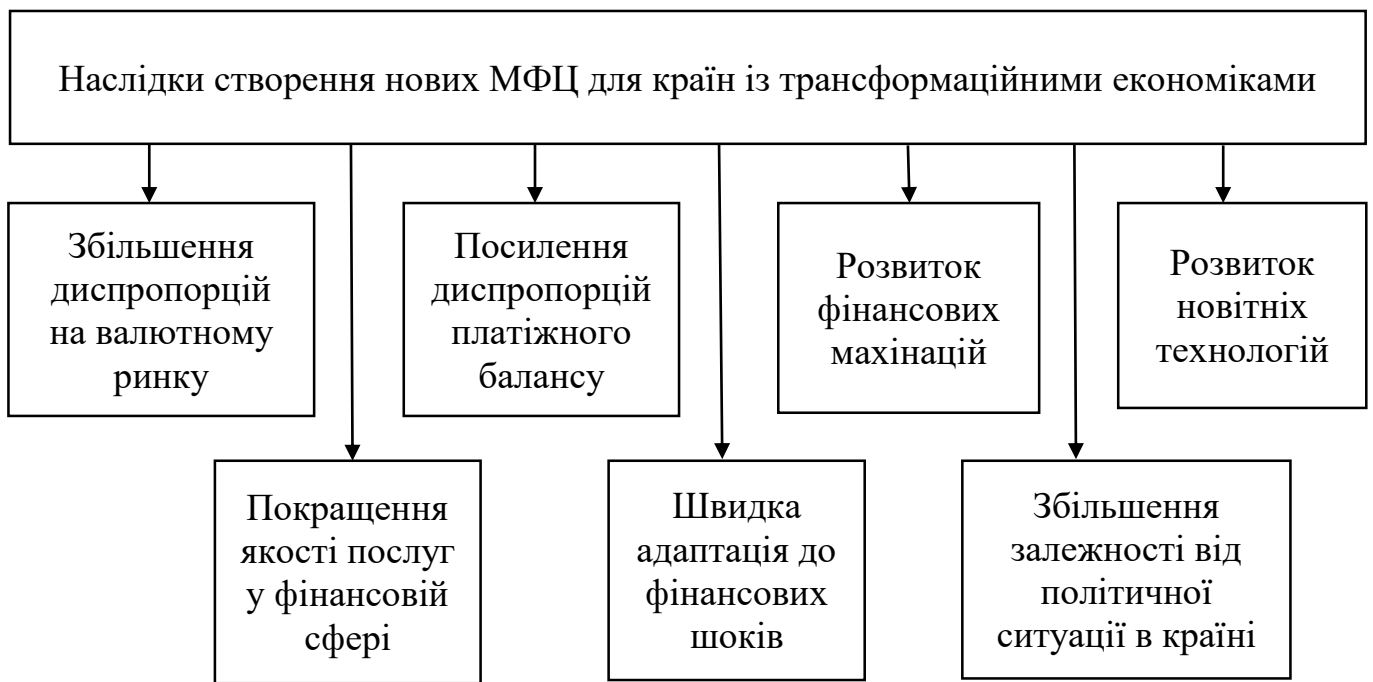 Наслідки створення нових МФЦ для країн із трансформаційними економіками
Збільшення
диспропорцій
на валютному
ринку
Посилення
диспропорцій
платіжного
балансу
Розвиток
фінансових
махінацій
Розвиток
новітніх
технологій
Покращення
якості послуг
у фінансовій
сфері
Швидка
адаптація до
фінансових
шоків
Збільшення
залежності від
політичної
ситуації в країні